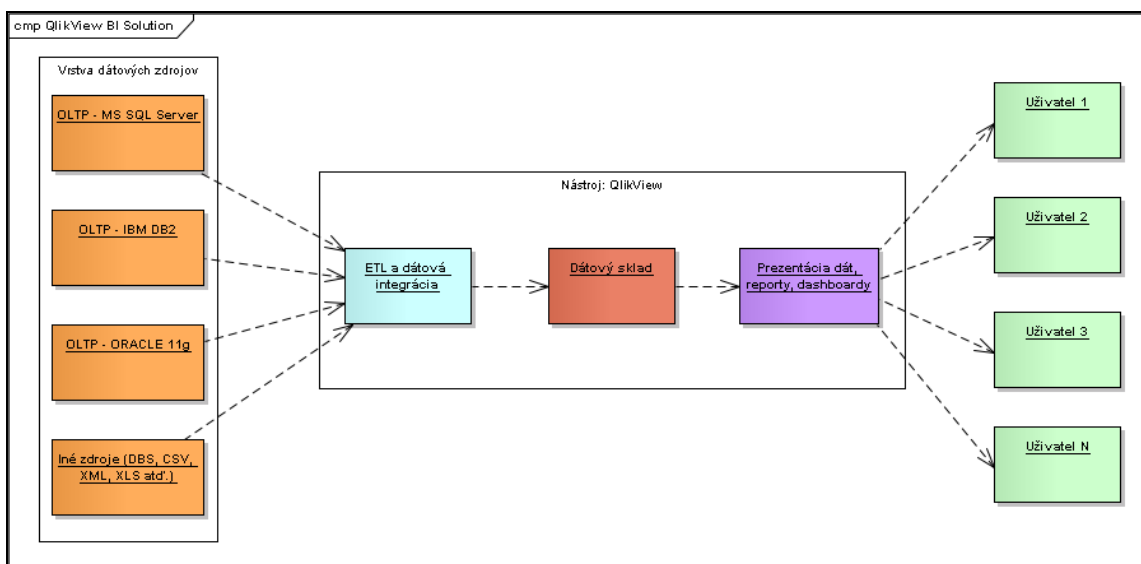 cmp QlikView BI Solution
Vrstva dátových zdrojov
OLTP - MS SQL Server
OLTP - IBM DB2
OLTP - ORACLE 11g
Iné zdroje (DBS, CSV,
XML, XLS atď.)
Nástroj: QlikView
ETL a dátová
integrácia
Dátový sklad
Prezentácia dát,
reporty, dashboardy
Uživatel 1
Uživatel 2
Uživatel 3
Uživatel N